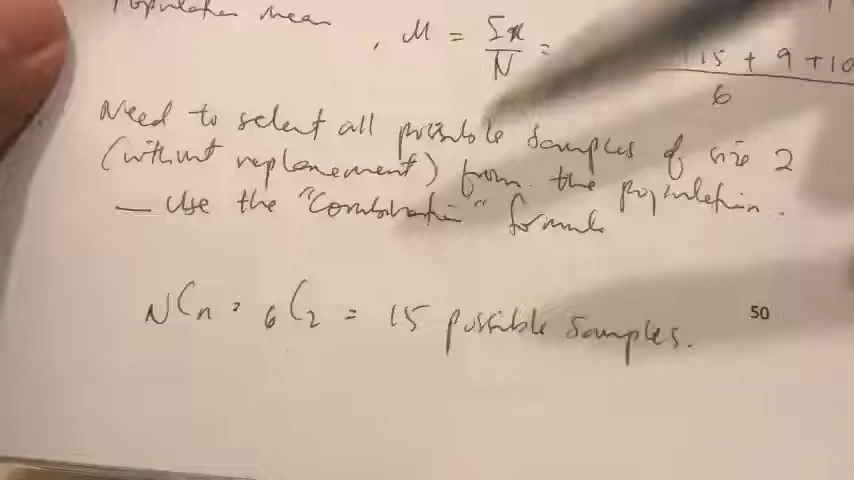 Population mean
, M = Σx/N = 15 + 9 + 10 / 6
Need to select all possible samples of size 2
(without replacement) from the population.
— Use the "Combination" formula
NCn = 6C2 = 15 possible samples.
50